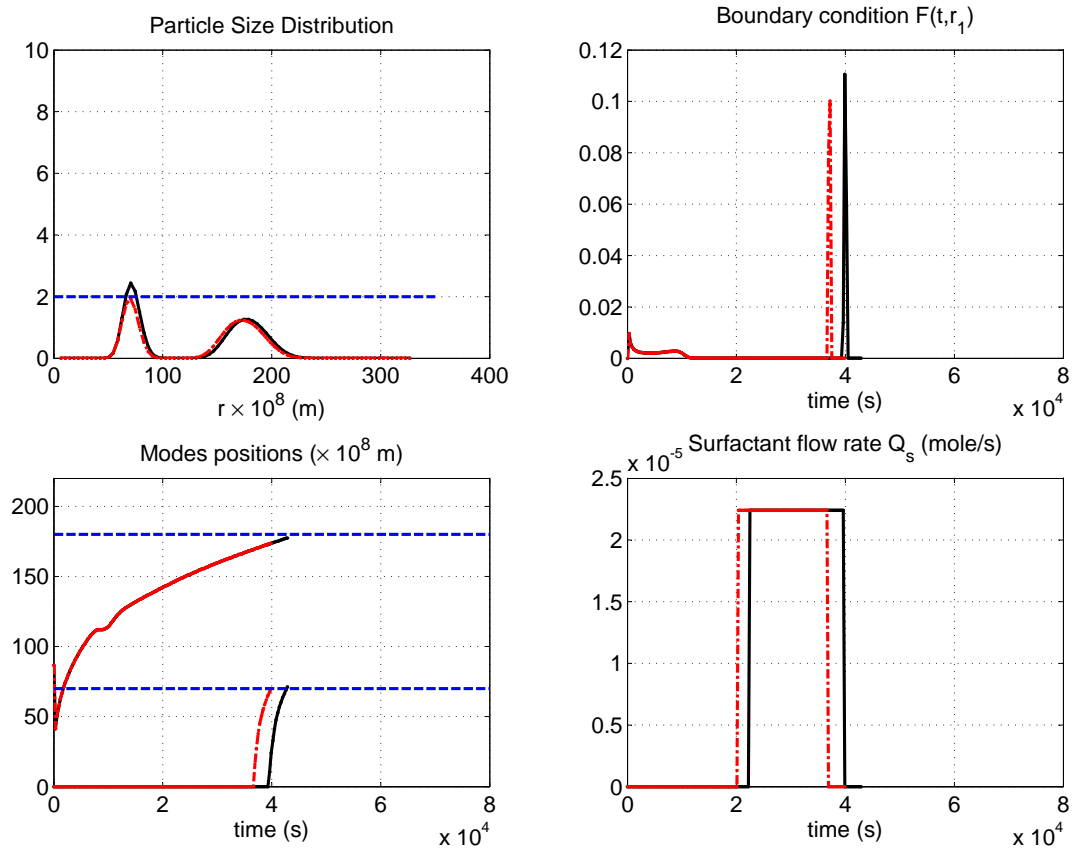 Particle Size Distribution
10
8
6
4
2
0
0 100 200 300 400
r × 10^8 (m)
Boundary condition F(t,r_1)
0.12
0.1
0.08
0.06
0.04
0.02
0
0 2 4 6 8
time (s)
x 10^4
Modes positions (× 10^8 m)
200
150
100
50
0
0 2 4 6 8
time (s)
x 10^4
Surfactant flow rate Q_s (mole/s)
x 10^-5
2.5
2
1.5
1
0.5
0
0 2 4 6 8
time (s)
x 10^4